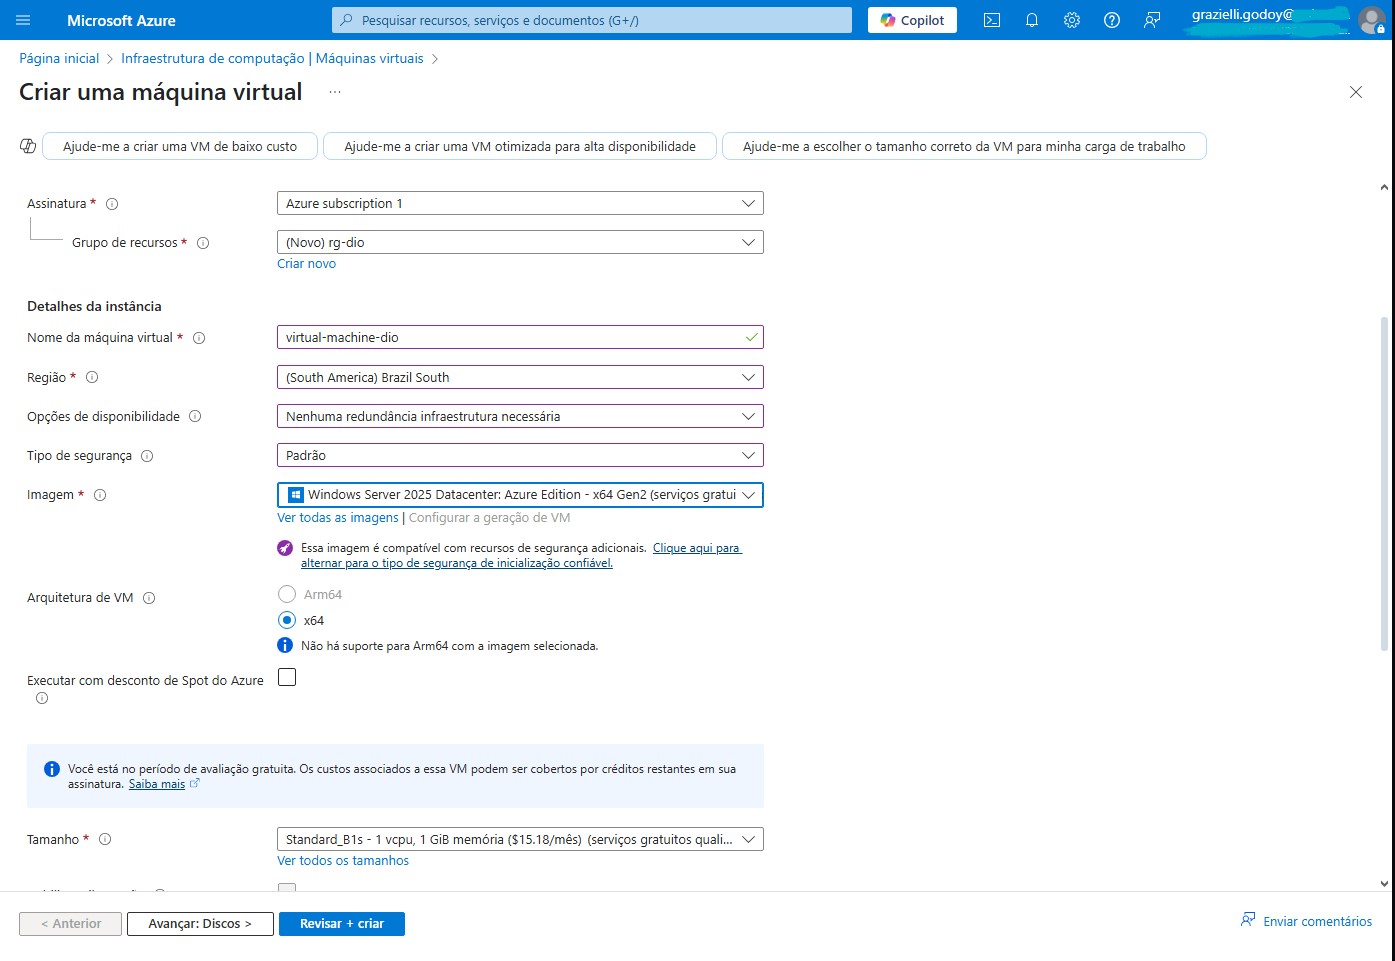 Microsoft Azure
Pesquisar recursos, serviços e documentos (G+/)
Copilot
grazielli.godoy@
Página inicial > Infraestrutura de computação | Máquinas virtuais >
Criar uma máquina virtual ...
Ajude-me a criar uma VM de baixo custo
Ajude-me a criar uma VM otimizada para alta disponibilidade
Ajude-me a escolher o tamanho correto da VM para minha carga de trabalho
Assinatura *
Azure subscription 1
Grupo de recursos *
(Novo) rg-dio
Criar novo
Detalhes da instância
Nome da máquina virtual *
virtual-machine-dio
Região *
(South America) Brazil South
Opções de disponibilidade
Nenhuma redundância infraestrutura necessária
Tipo de segurança
Padrão
Imagem *
Windows Server 2025 Datacenter: Azure Edition - x64 Gen2 (serviços gratui
Ver todas as imagens | Configurar a geração de VM
Essa imagem é compatível com recursos de segurança adicionais. Clique aqui para
alternar para o tipo de segurança de inicialização confiável.
Arquitetura de VM
Arm64
x64
Não há suporte para Arm64 com a imagem selecionada.
Executar com desconto de Spot do Azure
Você está no período de avaliação gratuita. Os custos associados a essa VM podem ser cobertos por créditos restantes em sua
assinatura. Saiba mais
Tamanho *
Standard_B1s - 1 vcpu, 1 GiB memória ($15.18/mês) (serviços gratuitos quali...
Ver todos os tamanhos
< Anterior
Avançar: Discos >
Revisar + criar
Enviar comentários